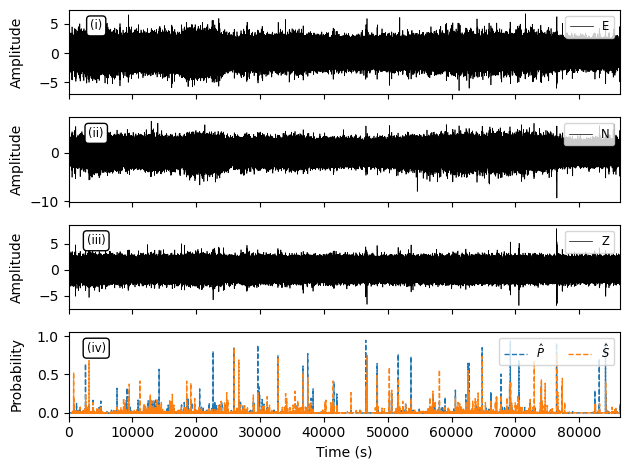 (i)
E
Amplitude
5
0
−5
(ii)
N
Amplitude
0
−10
(iii)
Z
Amplitude
5
0
−5
(iv)
P̂ Ŝ
Probability
1.0
0.5
0.0
0 10000 20000 30000 40000 50000 60000 70000 80000
Time (s)